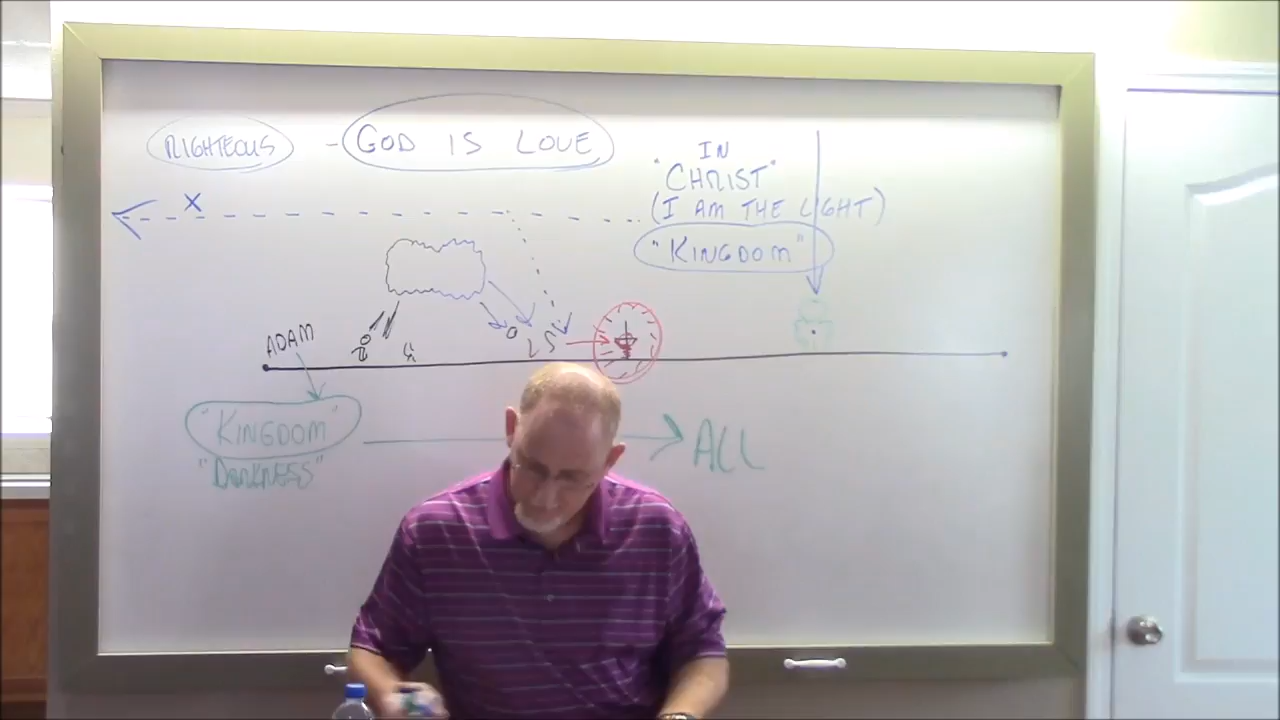 RIGHTEOUS - GOD IS LOVE
IN
"CHRIST"
(I AM THE LIGHT)
"KINGDOM"
X
ADAM
"KINGDOM"
"DARKNESS"
ALL